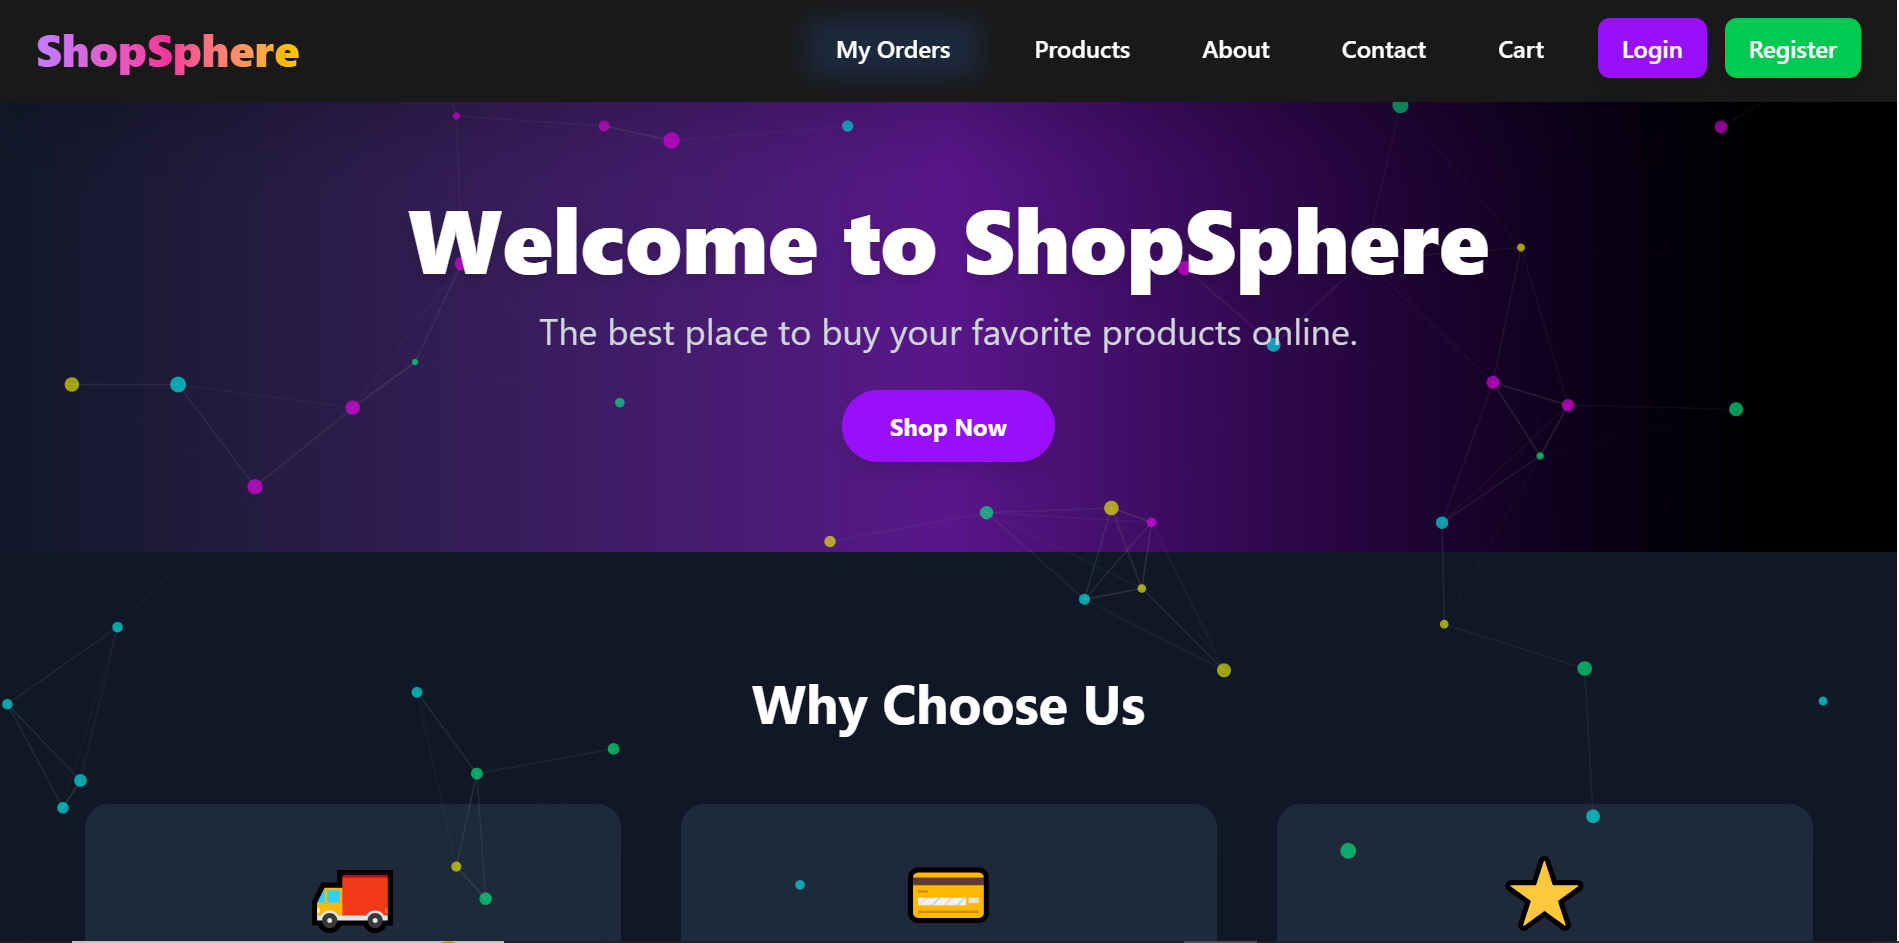 ShopSphere
My Orders Products About Contact Cart Login Register
Welcome to ShopSphere
The best place to buy your favorite products online.
Shop Now
Why Choose Us